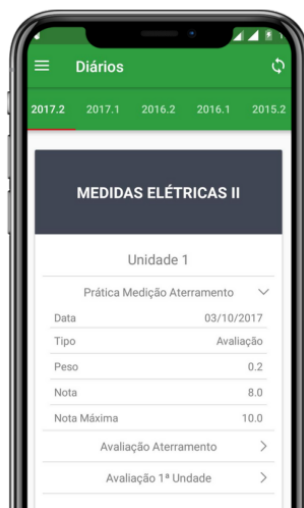 Diários
2017.2 2017.1 2016.2 2016.1 2015.2
MEDIDAS ELÉTRICAS II
Unidade 1
Prática Medição Aterramento
Data 03/10/2017
Tipo Avaliação
Peso 0.2
Nota 8.0
Nota Máxima 10.0
Avaliação Aterramento
Avaliação 1ª Undade